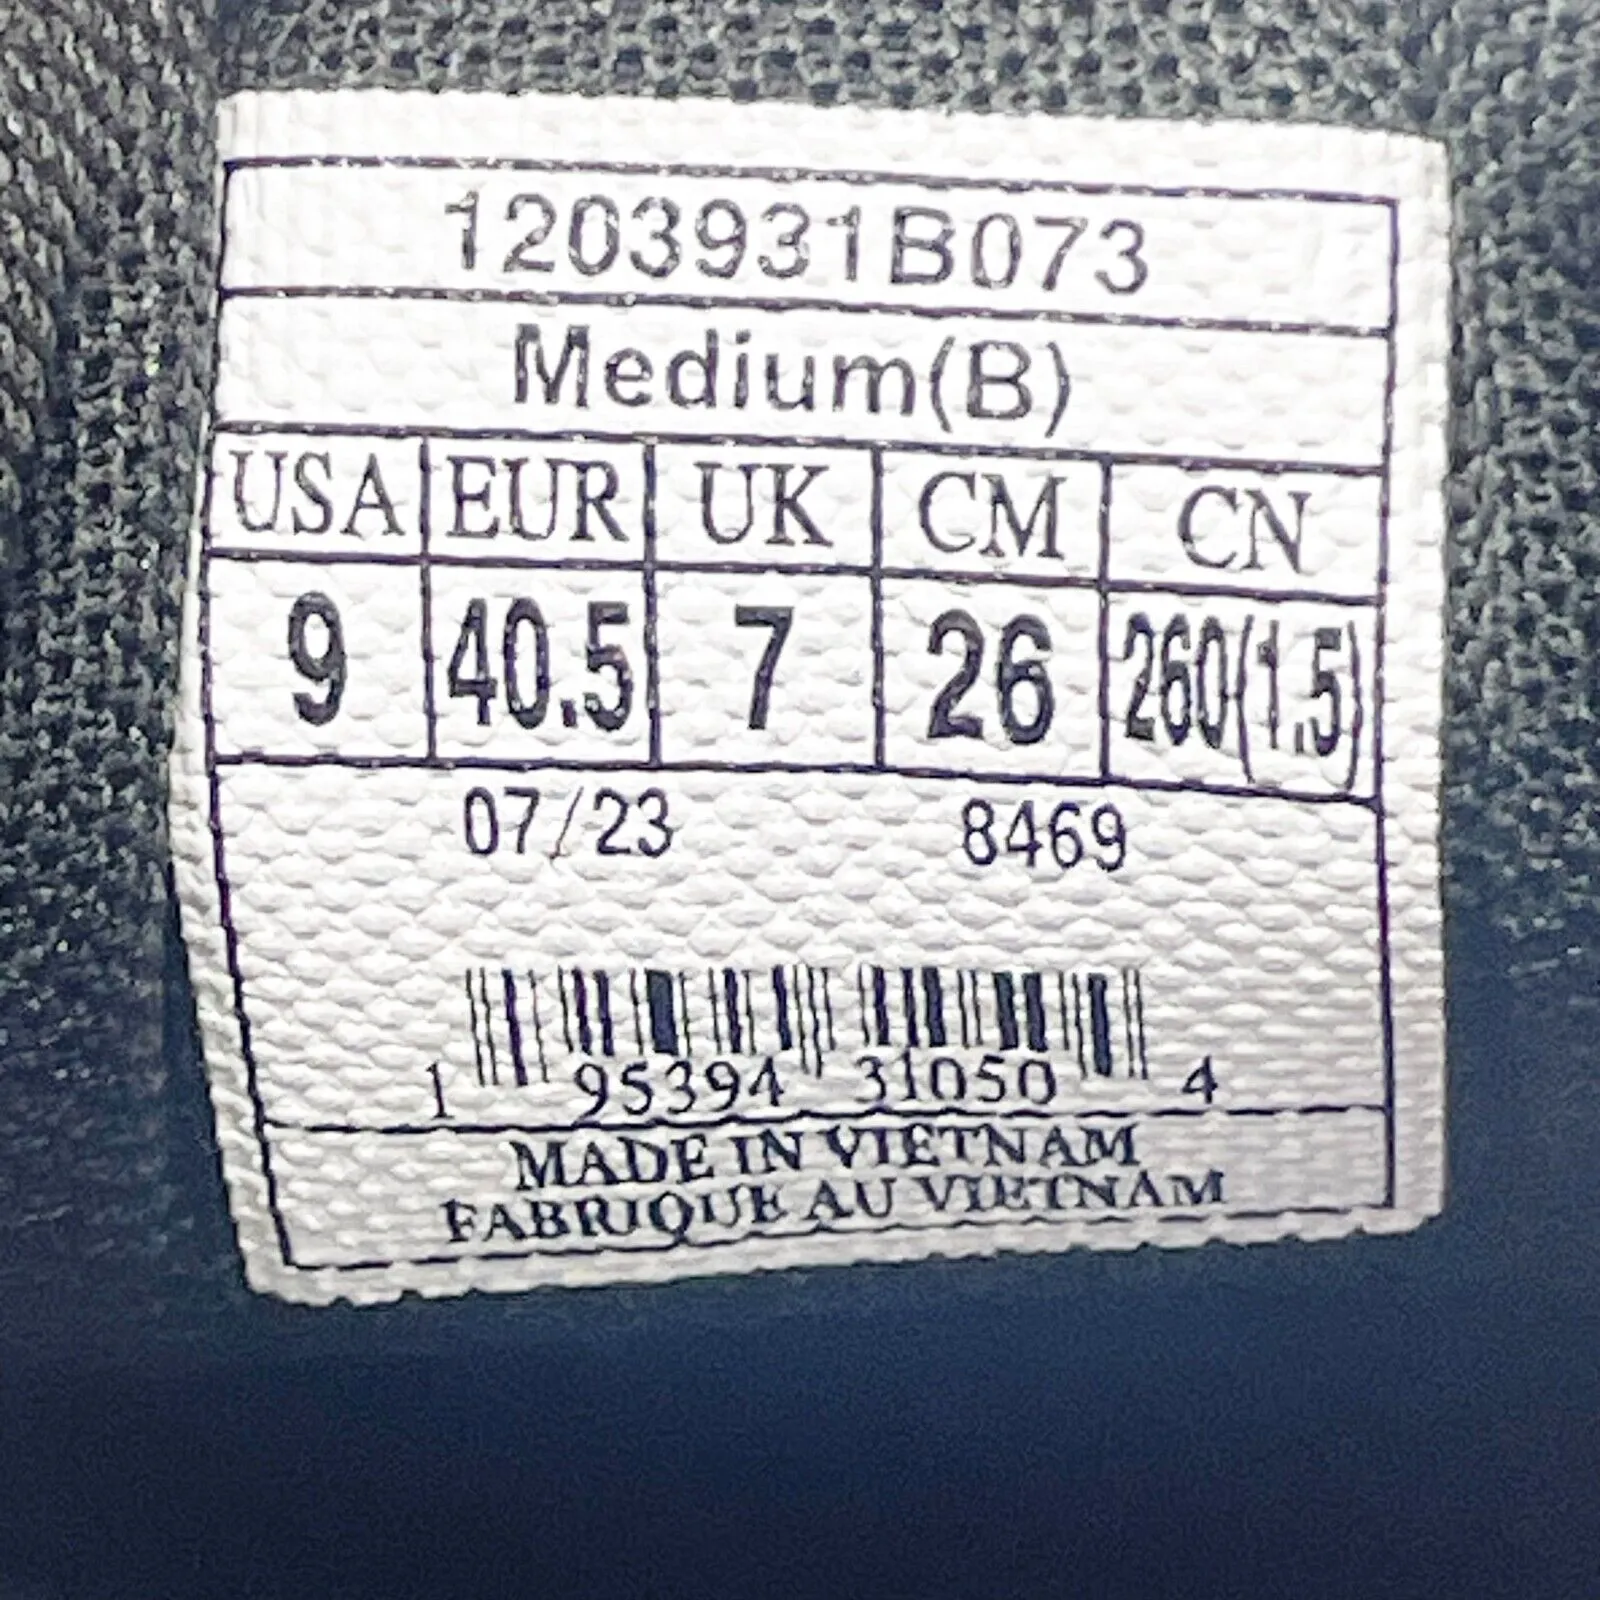 1203931B073
Medium(B)
USA EUR UK CM CN
9 40.5 7 26 260(1.5)
07/23 8469
1 95394 31050 4
MADE IN VIETNAM
FABRIQUE AU VIETNAM